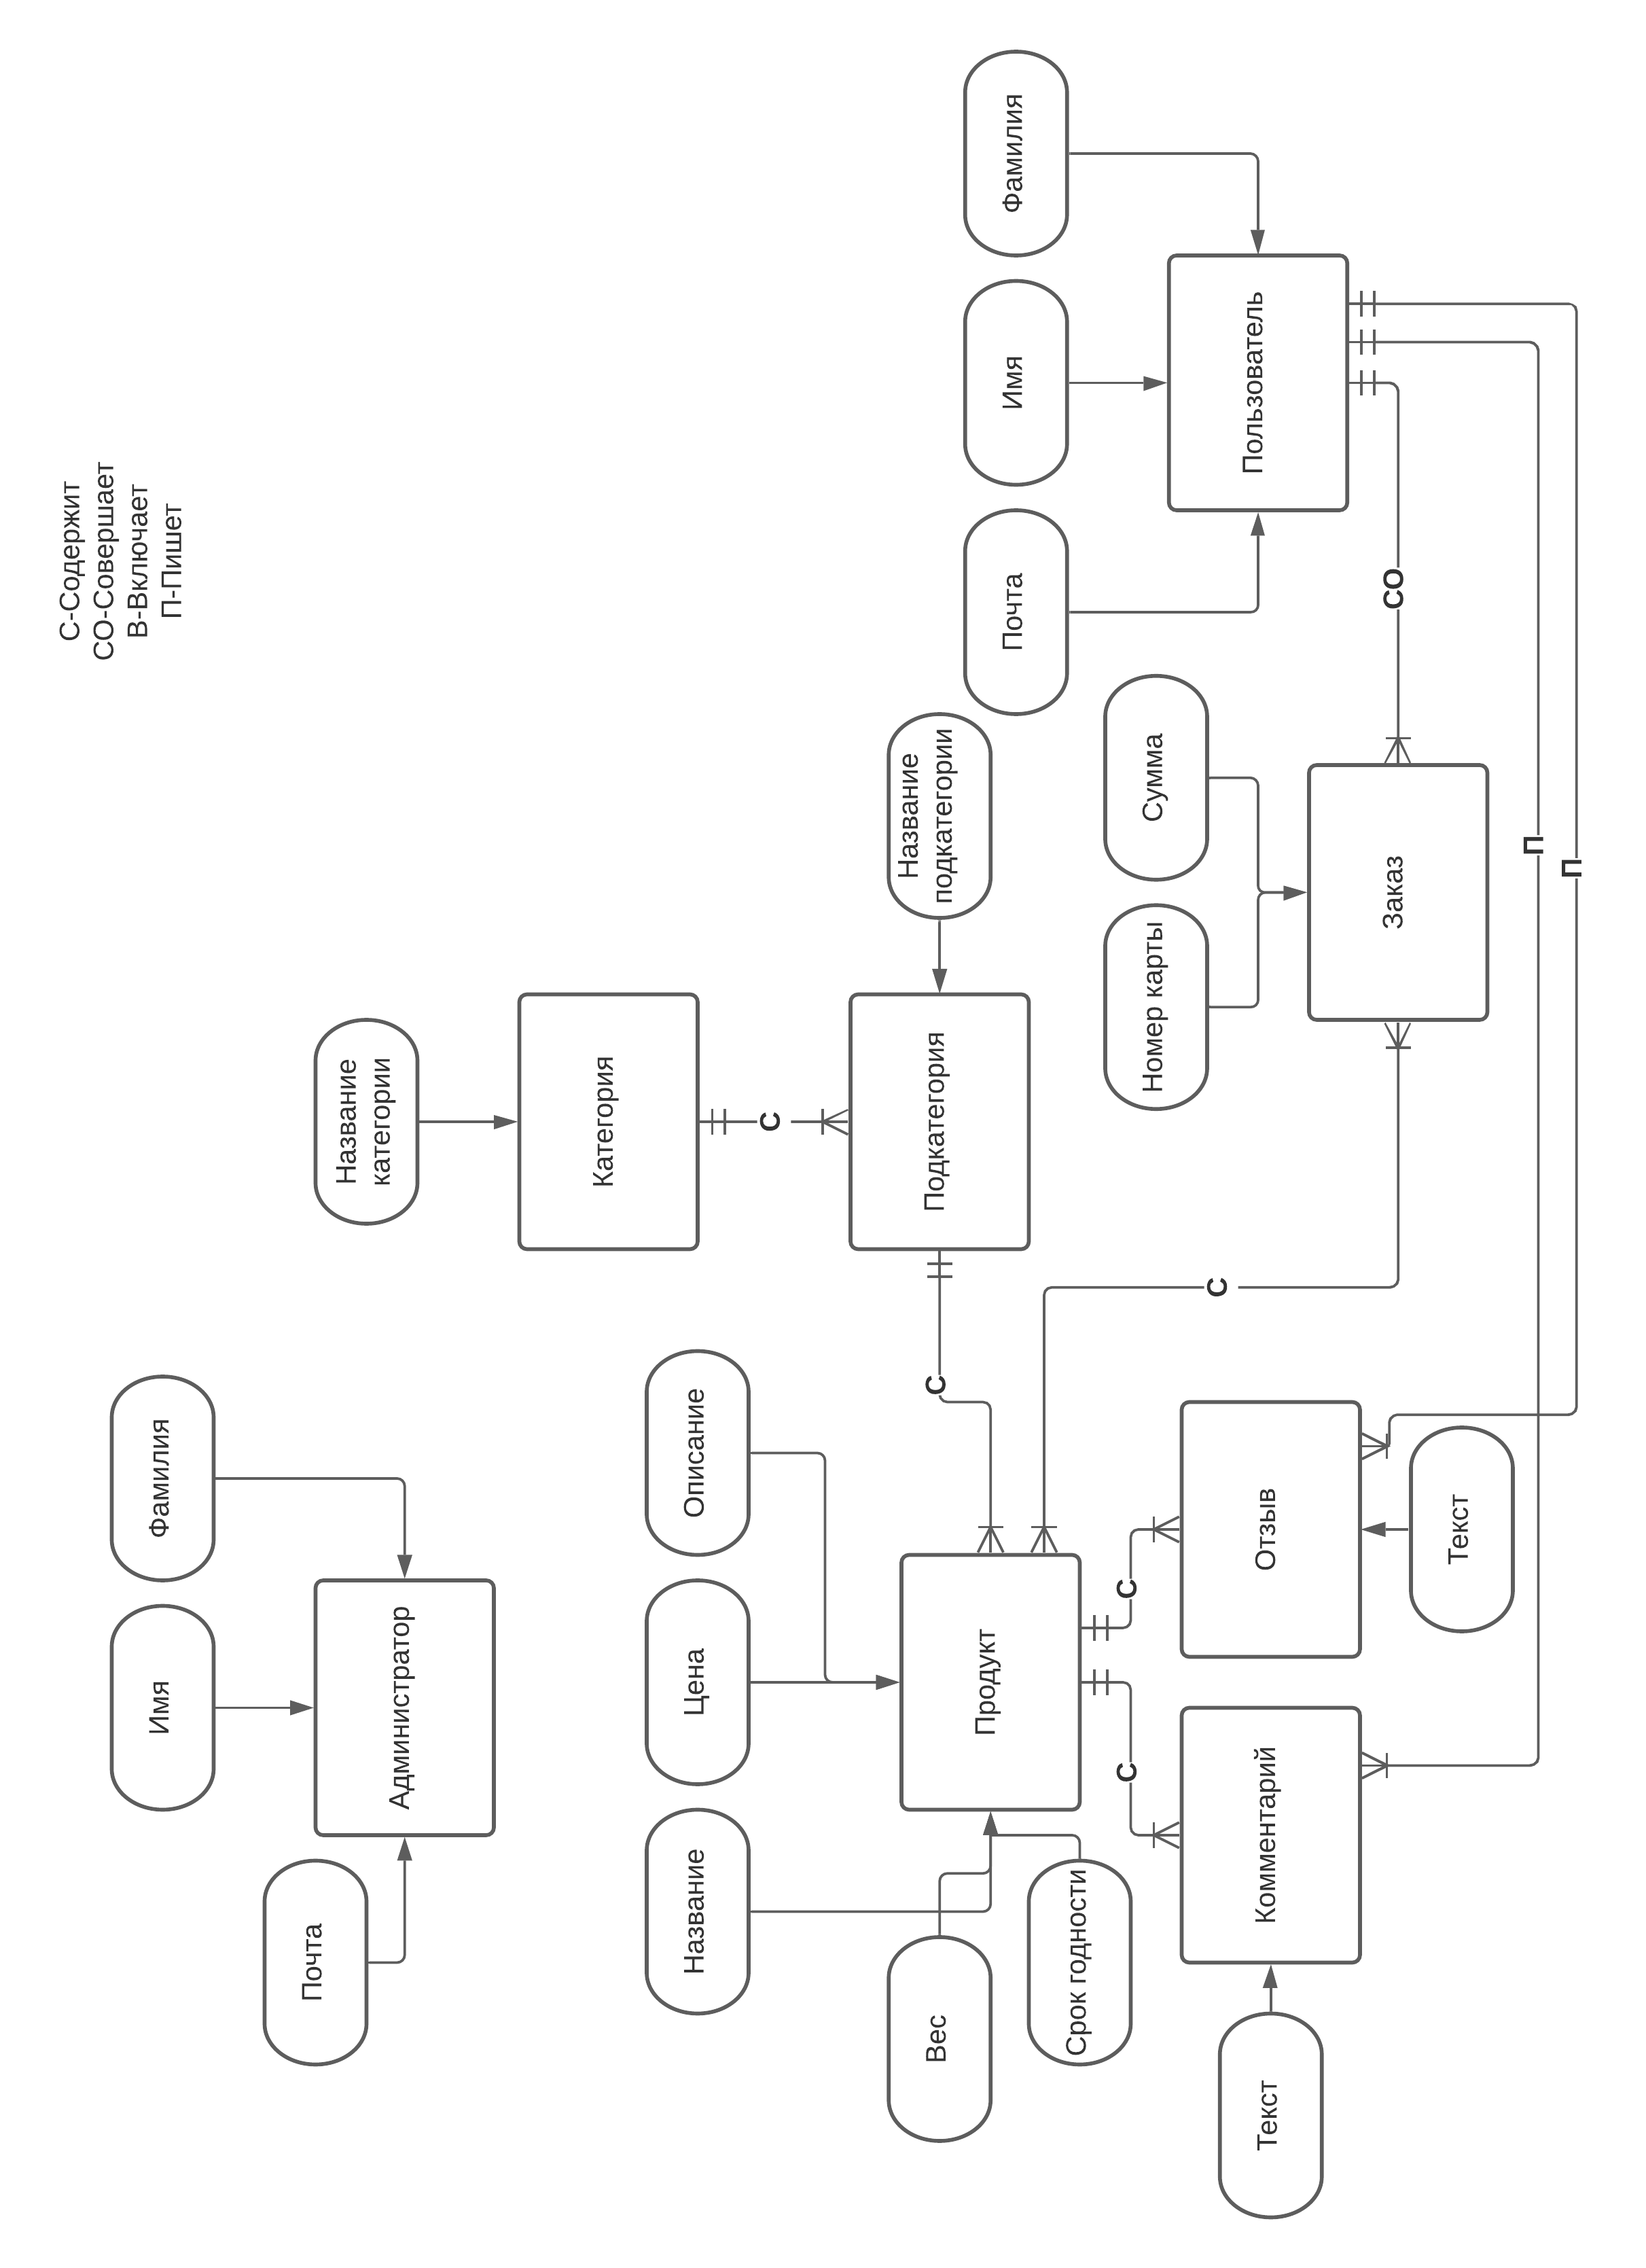 С-Содержит
СО-Совершает
В-Включает
П-Пишет
Фамилия
Имя
Почта
Администратор
Название
категории
Категория
С
Название
подкатегории
Подкатегория
С
Описание
Цена
Название
Вес
Срок годности
Продукт
Фамилия
Имя
Почта
Пользователь
СО
Сумма
Номер карты
Заказ
С
С
С
Отзыв
Текст
Комментарий
Текст
П
П